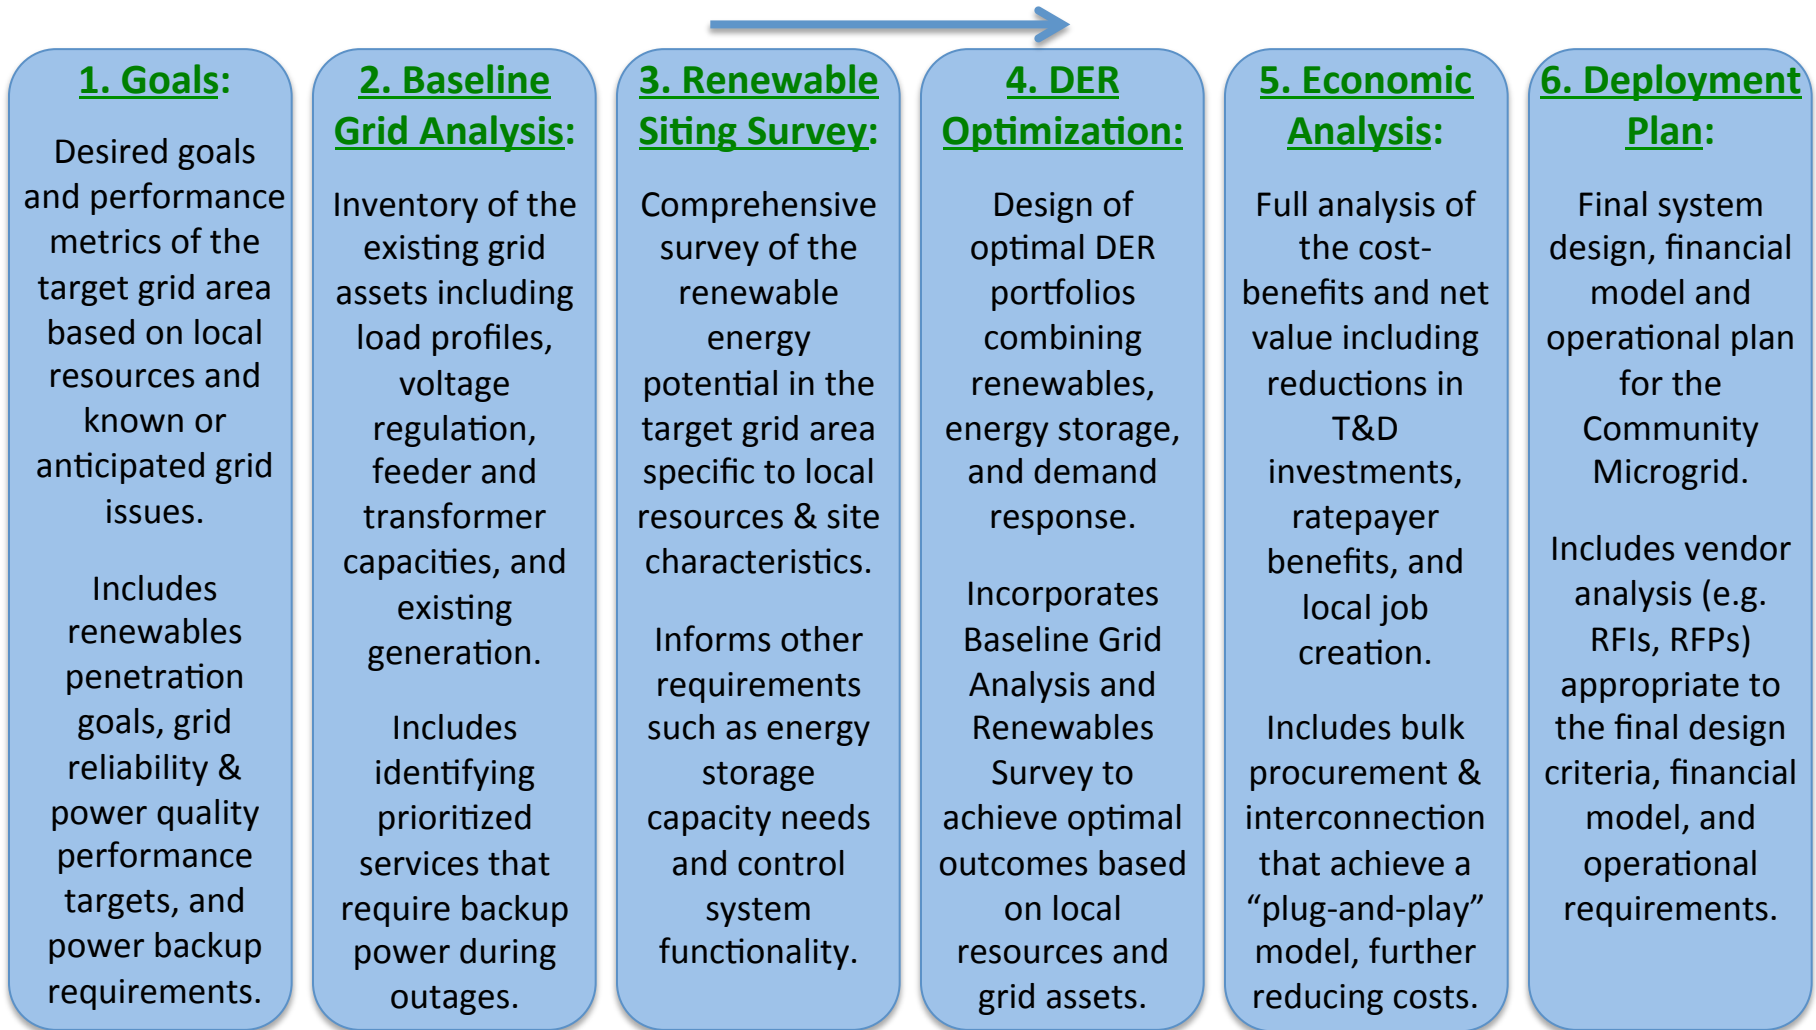 1. Goals:
Desired goals
and performance
metrics of the
target grid area
based on local
resources and
known or
anticipated grid
issues.
Includes
renewables
penetration
goals, grid
reliability &
power quality
performance
targets, and
power backup
requirements.
2. Baseline
Grid Analysis:
Inventory of the
existing grid
assets including
load profiles,
voltage
regulation,
feeder and
transformer
capacities, and
existing
generation.
Includes
identifying
prioritized
services that
require backup
power during
outages.
3. Renewable
Siting Survey:
Comprehensive
survey of the
renewable
energy
potential in the
target grid area
specific to local
resources & site
characteristics.
Informs other
requirements
such as energy
storage
capacity needs
and control
system
functionality.
4. DER
Optimization:
Design of
optimal DER
portfolios
combining
renewables,
energy storage,
and demand
response.
Incorporates
Baseline Grid
Analysis and
Renewables
Survey to
achieve optimal
outcomes based
on local
resources and
grid assets.
5. Economic
Analysis:
Full analysis of
the cost-
benefits and net
value including
reductions in
T&D
investments,
ratepayer
benefits, and
local job
creation.
Includes bulk
procurement &
interconnection
that achieve a
“plug-and-play”
model, further
reducing costs.
6. Deployment
Plan:
Final system
design, financial
model and
operational plan
for the
Community
Microgrid.
Includes vendor
analysis (e.g.
RFIs, RFPs)
appropriate to
the final design
criteria, financial
model, and
operational
requirements.